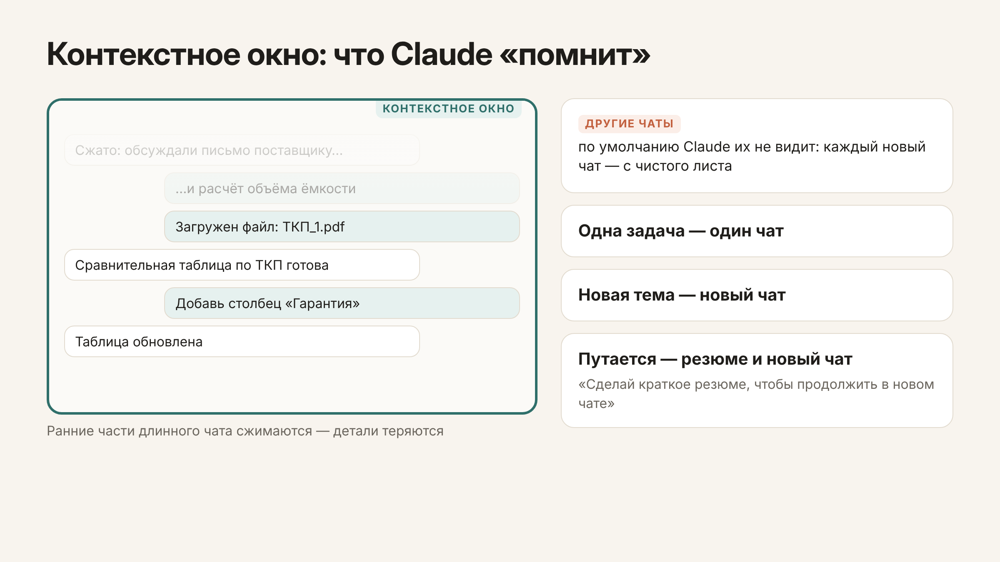 Контекстное окно: что Claude «помнит»
КОНТЕКСТНОЕ ОКНО
Сжато: обсуждали письмо поставщику...
...и расчёт объёма ёмкости
Загружен файл: ТКП_1.pdf
Сравнительная таблица по ТКП готова
Добавь столбец «Гарантия»
Таблица обновлена
Ранние части длинного чата сжимаются — детали теряются
ДРУГИЕ ЧАТЫ
по умолчанию Claude их не видит: каждый новый
чат — с чистого листа
Одна задача — один чат
Новая тема — новый чат
Путается — резюме и новый чат
«Сделай краткое резюме, чтобы продолжить в новом
чате»